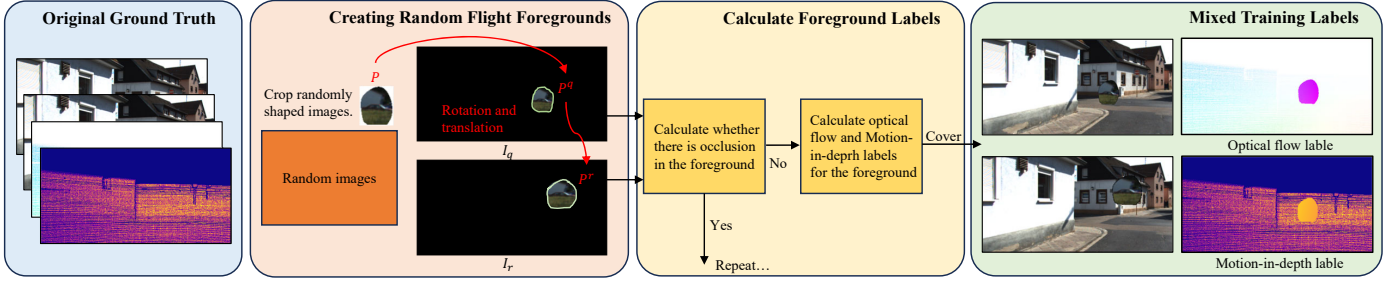 Original Ground Truth
Creating Random Flight Foregrounds
Crop randomly
shaped images.
P
Random images
Rotation and
translation
P^q
I_q
P^r
I_r
Calculate Foreground Labels
Calculate whether
there is occlusion
in the foreground
No
Yes
Repeat…
Calculate optical
flow and Motion-
in-deprh labels
for the foreground
Cover
Mixed Training Labels
Optical flow lable
Motion-in-depth lable